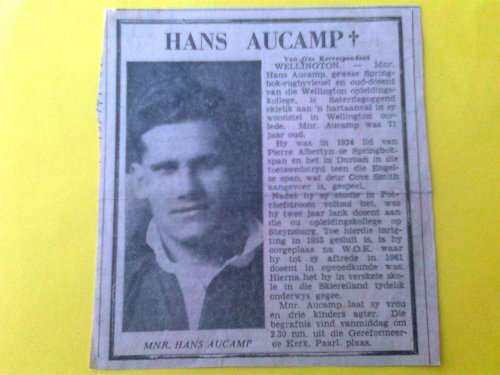 HANS AUCAMP †
Van Ons Korrespondent
WELLINGTON. — Mnr.
Hans Aucamp, gewese Spring-
bok-rugbyvleuel en oud-dosent
van die Wellington opleidings-
kollege, is Saterdagoggend
skielik aan 'n hartaanval in sy
woonstel in Wellington oor-
lede. Mnr. Aucamp was 71
jaar oud.
Hy was in 1924 lid van
Pierre Albertyn se Springbok-
span en het in Durban in die
toetswedstryd teen die Engel-
se span, wat deur Cove Smith
aangevoer is, gespeel.
Nadat hy sy studie in Pot-
chefstroom voltooi het, was
hy twee jaar lank dosent aan
die ou opleidingskollege op
Steynsburg. Toe hierdie inrig-
ting in gesluit is, is hy
oorgeplaas na W.O.K. waar
hy tot sy aftrede in 1961
dosent in opvoedkunde was.
Hierna het hy in verskeie sko-
le in die Skiereiland tydelik
onderwys gegee.
Mnr. Aucamp laat sy vrou
en drie kinders agter. Die
begrafnis vind vanmiddag om
2.30 nm. uit die Gereformeer-
de Kerk, Paarl, plaas.
MNR. HANS AUCAMP